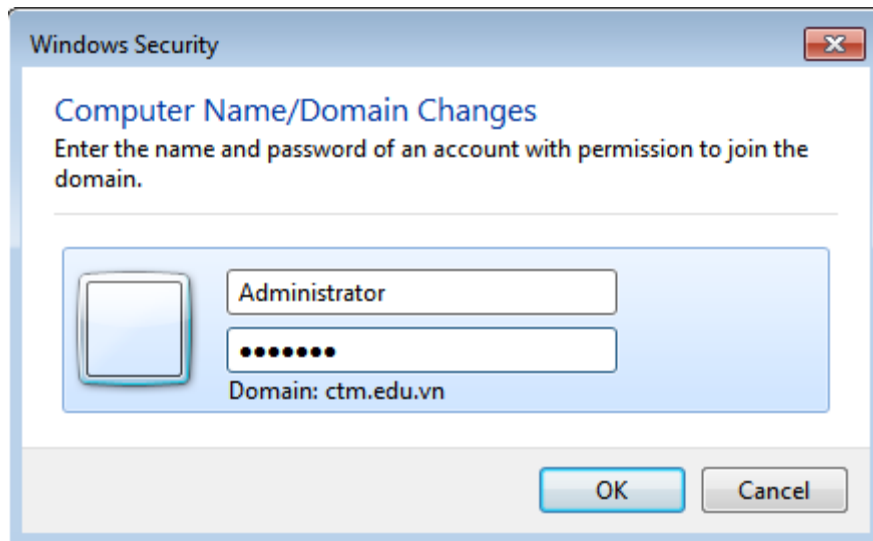 Windows Security
Computer Name/Domain Changes
Enter the name and password of an account with permission to join the
domain.
Administrator
●●●●●●●
Domain: ctm.edu.vn
OK
Cancel